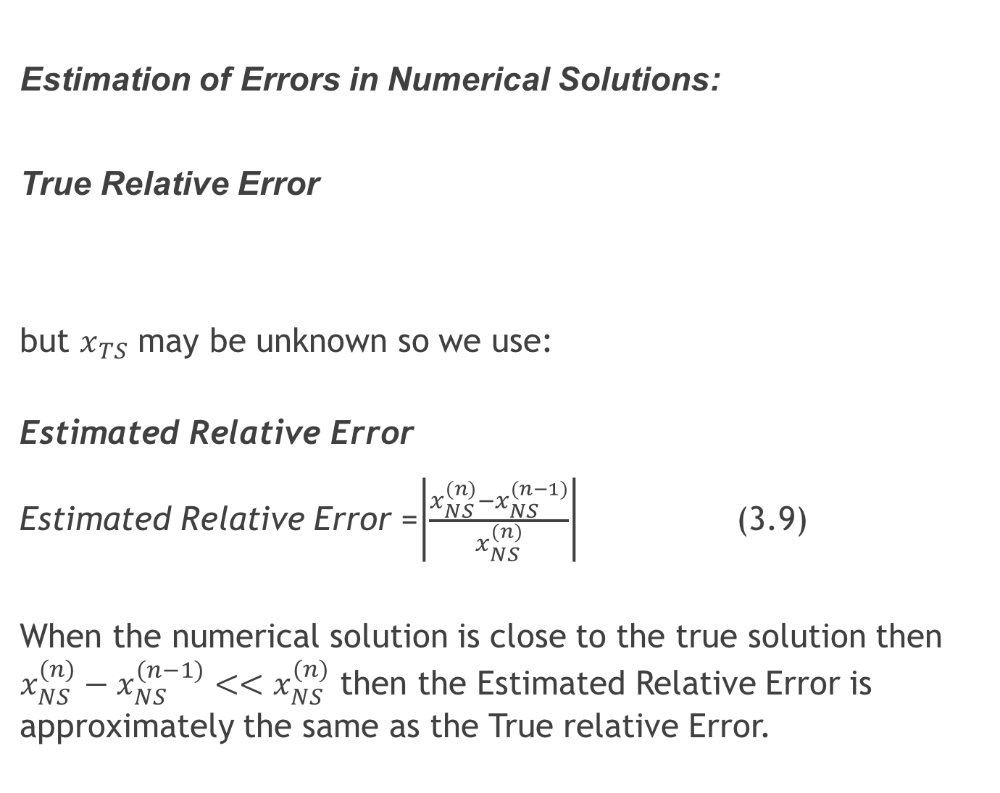 Estimation of Errors in Numerical Solutions:
True Relative Error
but 𝑥_{TS} may be unknown so we use:
Estimated Relative Error
Estimated Relative Error = |\frac{x_{NS}^{(n)}-x_{NS}^{(n-1)}}{x_{NS}^{(n)}}| (3.9)
When the numerical solution is close to the true solution then
x_{NS}^{(n)} − x_{NS}^{(n−1)} << x_{NS}^{(n)} then the Estimated Relative Error is
approximately the same as the True relative Error.